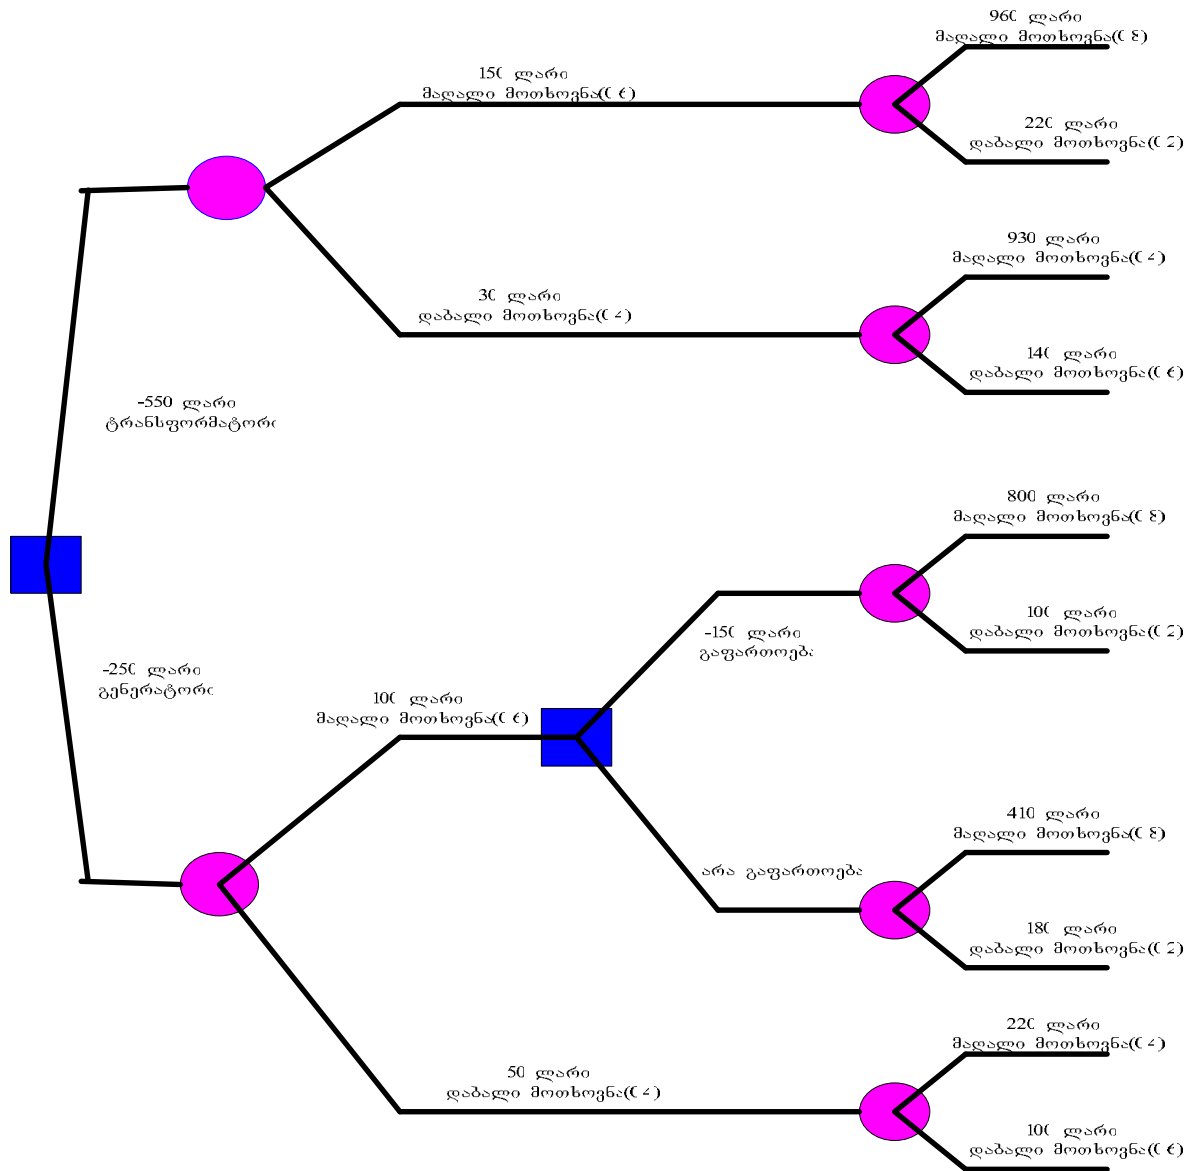 960 ლარი
მაღალი მოთხოვნა(0.8)
150 ლარი
მაღალი მოთხოვნა(0.6)
220 ლარი
დაბალი მოთხოვნა(0.2)
930 ლარი
მაღალი მოთხოვნა(0.4)
30 ლარი
დაბალი მოთხოვნა(0.4)
140 ლარი
დაბალი მოთხოვნა(0.6)
-550 ლარი
ტრანსფორმატორი
800 ლარი
მაღალი მოთხოვნა(0.8)
100 ლარი
დაბალი მოთხოვნა(0.2)
-150 ლარი
გაფართოება
-250 ლარი
გენერატორი
100 ლარი
მაღალი მოთხოვნა(0.6)
410 ლარი
მაღალი მოთხოვნა(0.8)
არა გაფართოება
180 ლარი
დაბალი მოთხოვნა(0.2)
220 ლარი
მაღალი მოთხოვნა(0.4)
50 ლარი
დაბალი მოთხოვნა(0.4)
100 ლარი
დაბალი მოთხოვნა(0.6)